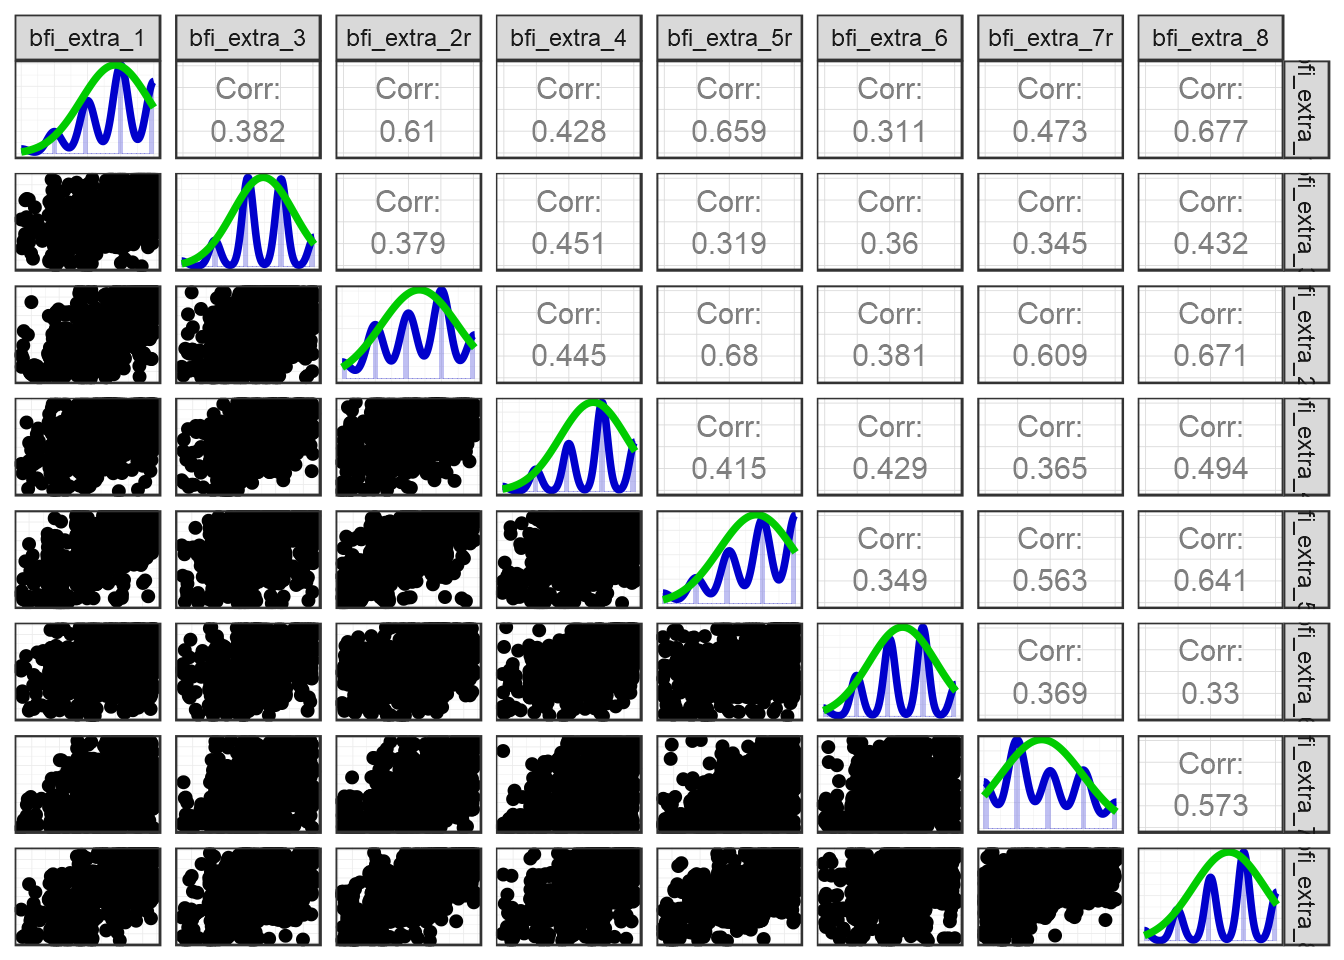 bfi_extra_1 bfi_extra_3 bfi_extra_2r bfi_extra_4 bfi_extra_5r bfi_extra_6 bfi_extra_7r bfi_extra_8
Corr: Corr: Corr: Corr: Corr: Corr: Corr:
0.382 0.61 0.428 0.659 0.311 0.473 0.677
Corr: Corr: Corr: Corr: Corr: Corr:
0.379 0.451 0.319 0.36 0.345 0.432
Corr: Corr: Corr: Corr: Corr:
0.445 0.68 0.381 0.609 0.671
Corr: Corr: Corr: Corr:
0.415 0.429 0.365 0.494
Corr: Corr: Corr:
0.349 0.563 0.641
Corr: Corr:
0.369 0.33
Corr:
0.573